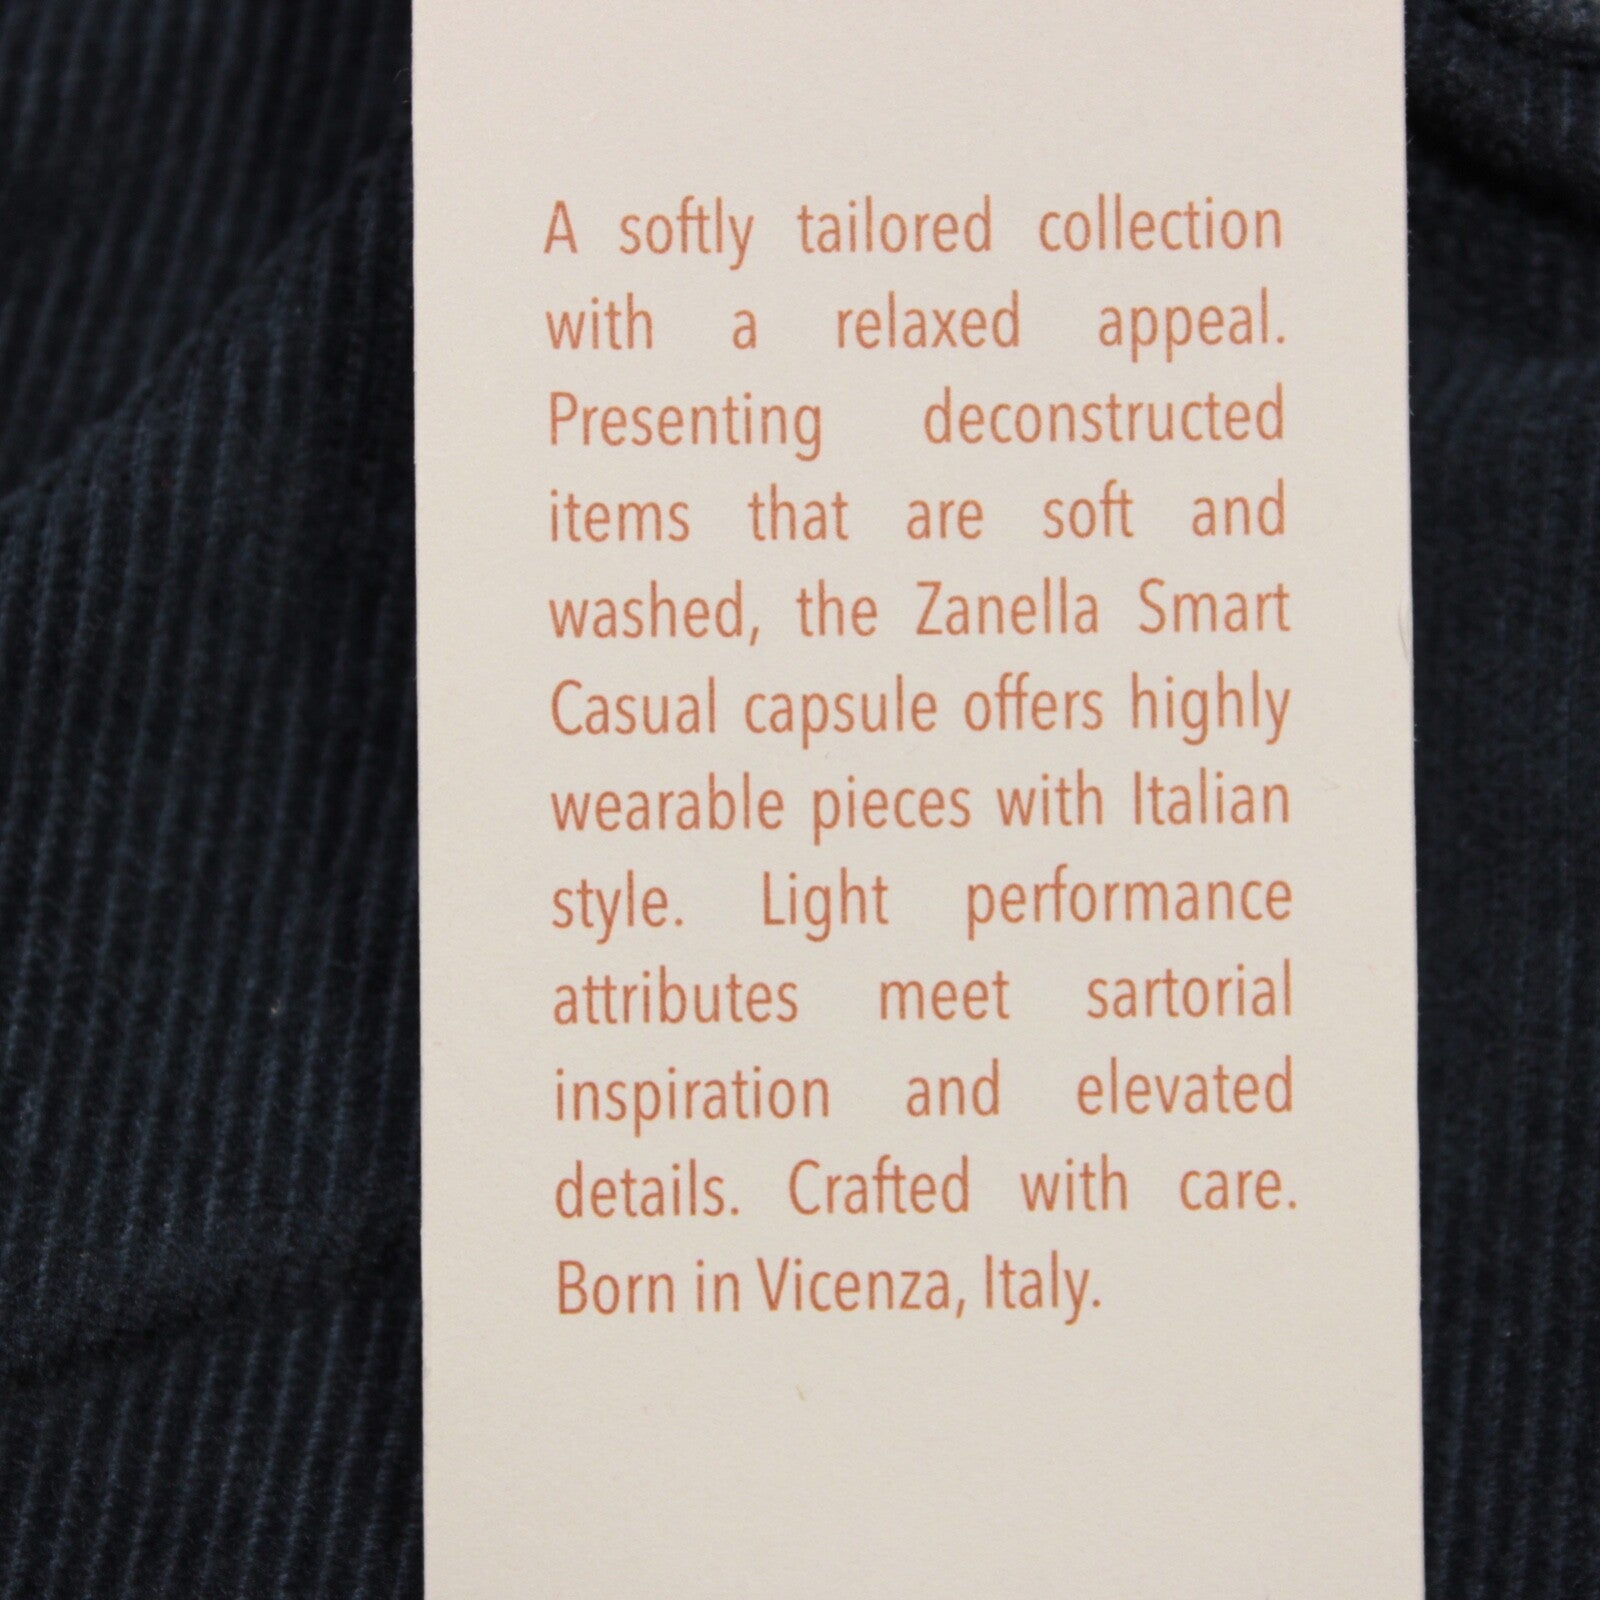 A softly tailored collection
with a relaxed appeal.
Presenting deconstructed
items that are soft and
washed, the Zanella Smart
Casual capsule offers highly
wearable pieces with Italian
style. Light performance
attributes meet sartorial
inspiration and elevated
details. Crafted with care.
Born in Vicenza, Italy.